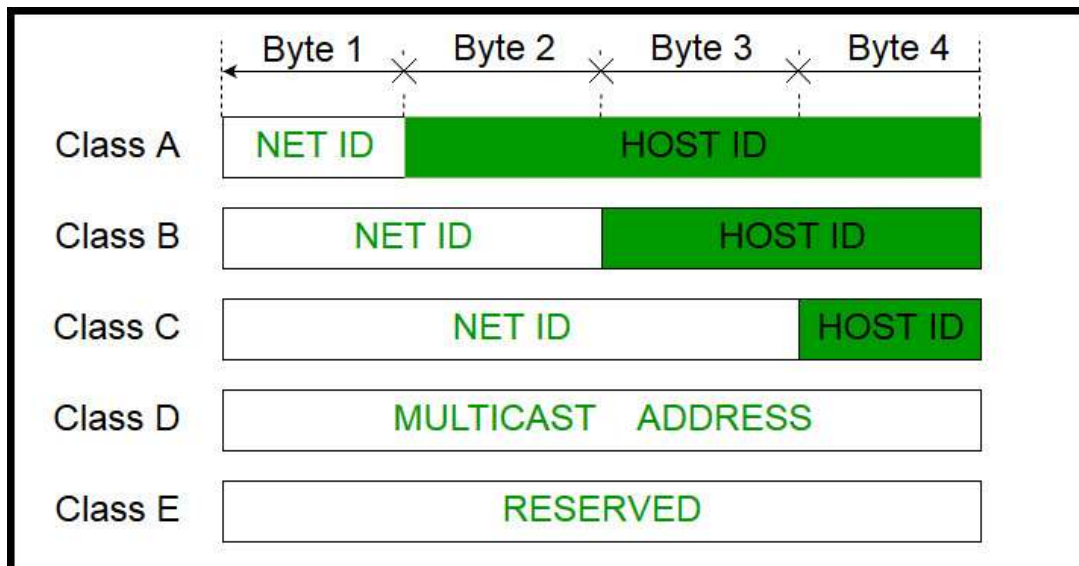 Byte 1 Byte 2 Byte 3 Byte 4
Class A NET ID HOST ID
Class B NET ID HOST ID
Class C NET ID HOST ID
Class D MULTICAST ADDRESS
Class E RESERVED